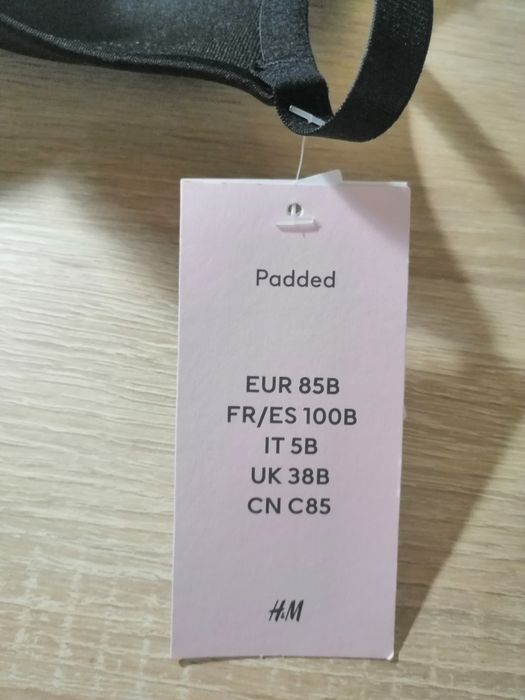 Padded
EUR 85B
FR/ES 100B
IT 5B
UK 38B
CN C85
H&M